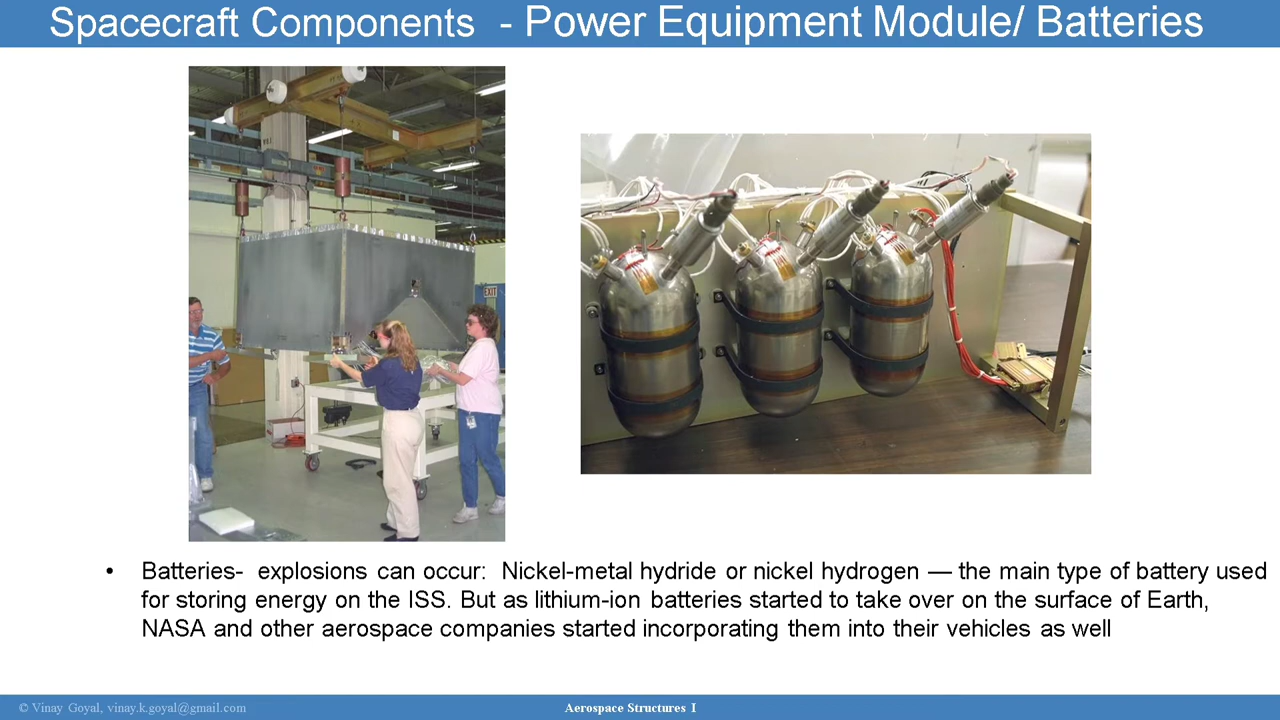 Spacecraft Components - Power Equipment Module/ Batteries
EXIT
• Batteries- explosions can occur: Nickel-metal hydride or nickel hydrogen — the main type of battery used
for storing energy on the ISS. But as lithium-ion batteries started to take over on the surface of Earth,
NASA and other aerospace companies started incorporating them into their vehicles as well
© Vinay Goyal, vinay.k.goyal@gmail.com
Aerospace Structures I